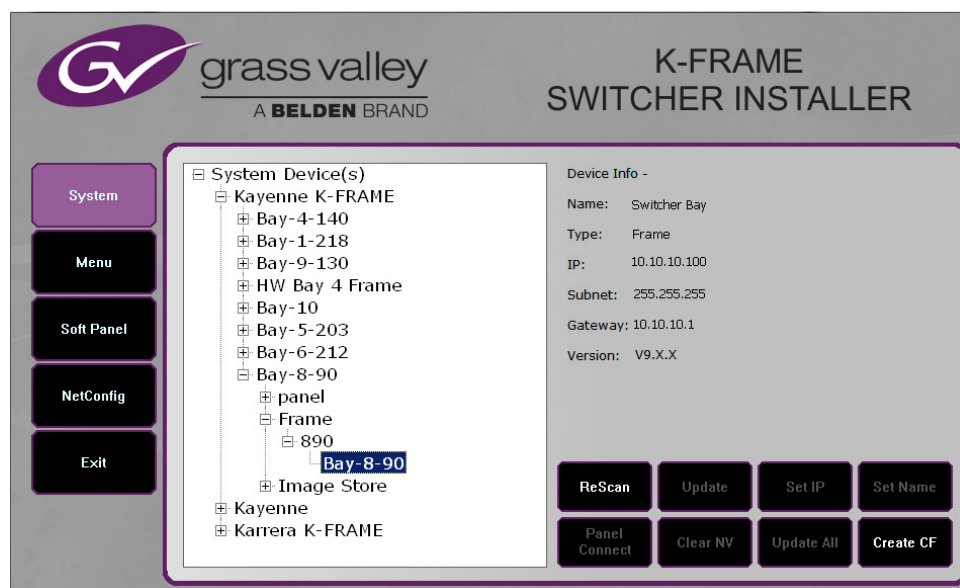 GV grass valley
A BELDEN BRAND
K-FRAME
SWITCHER INSTALLER
System
Menu
Soft Panel
NetConfig
Exit
System Device(s)
Kayenne K-FRAME
Bay-4-140
Bay-1-218
Bay-9-130
HW Bay 4 Frame
Bay-10
Bay-5-203
Bay-6-212
Bay-8-90
panel
Frame
890
Bay-8-90
Image Store
Kayenne
Karrera K-FRAME
Device Info -
Name: Switcher Bay
Type: Frame
IP: 10.10.10.100
Subnet: 255.255.255
Gateway: 10.10.10.1
Version: V9.X.X
ReScan
Update
Set IP
Set Name
Panel
Connect
Clear NV
Update All
Create CF